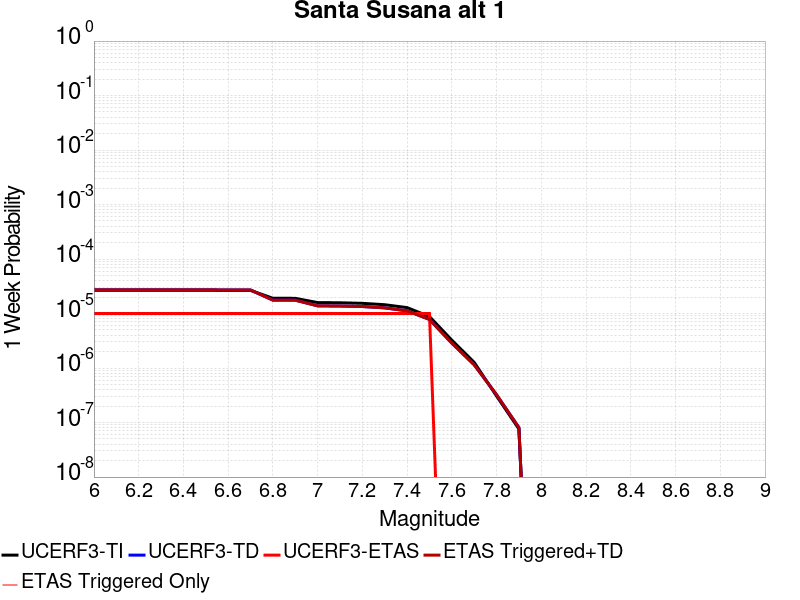 Santa Susana alt 1
10^0
10^-1
10^-2
10^-3
10^-4
10^-5
10^-6
10^-7
10^-8
1 Week Probability
6 6.2 6.4 6.6 6.8 7 7.2 7.4 7.6 7.8 8 8.2 8.4 8.6 8.8 9
Magnitude
UCERF3-TI UCERF3-TD UCERF3-ETAS ETAS Triggered+TD
ETAS Triggered Only